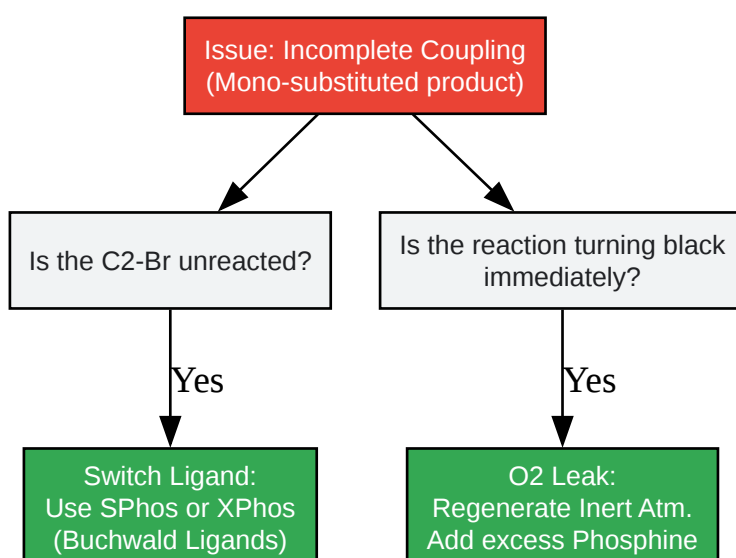 Issue: Incomplete Coupling
(Mono-substituted product)
Is the C2-Br unreacted?
Is the reaction turning black
immediately?
Yes
Yes
Switch Ligand:
Use SPhos or XPhos
(Buchwald Ligands)
O2 Leak:
Regenerate Inert Atm.
Add excess Phosphine